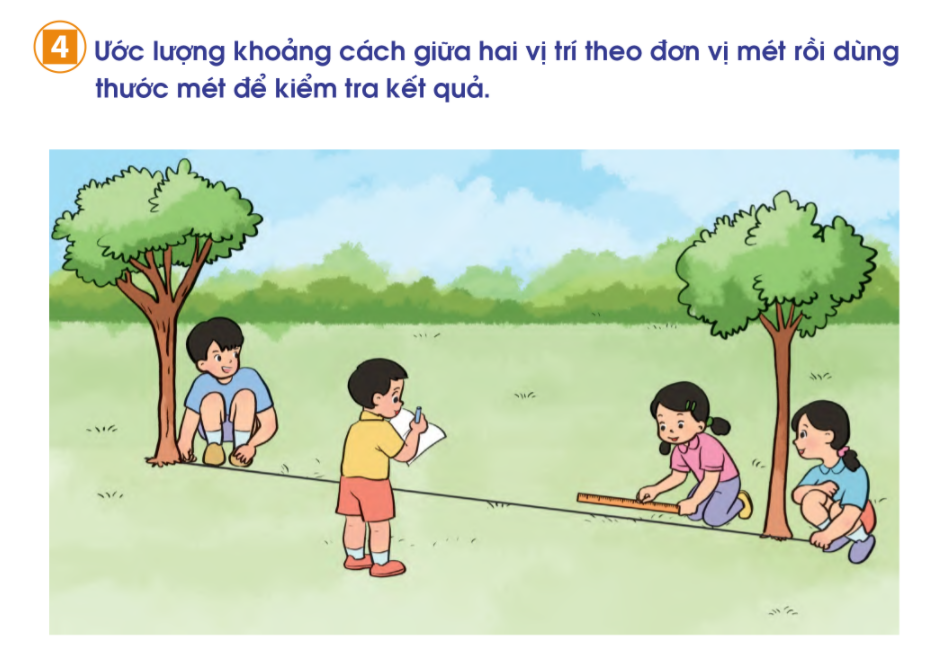 4 Ước lượng khoảng cách giữa hai vị trí theo đơn vị mét rồi dùng
thước mét để kiểm tra kết quả.